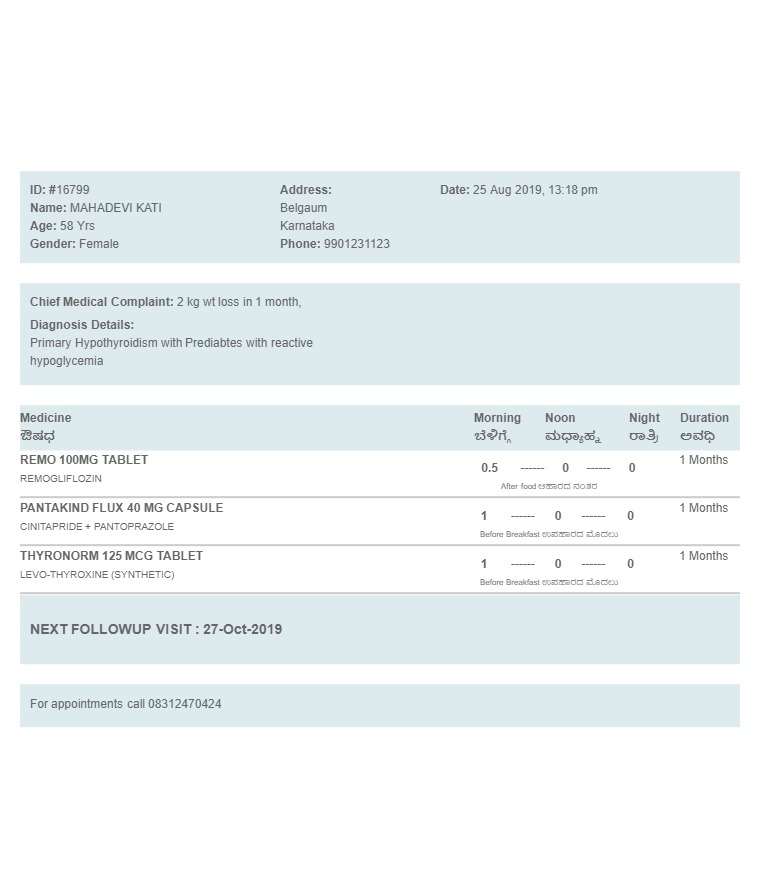 ID: #16799 Address: Date: 25 Aug 2019, 13:18 pm
Name: MAHADEVI KATI Belgaum
Age: 58 Yrs Karnataka
Gender: Female Phone: 9901231123
Chief Medical Complaint: 2 kg wt loss in 1 month,
Diagnosis Details:
Primary Hypothyroidism with Prediabtes with reactive
hypoglycemia
Medicine Morning Noon Night Duration
ಔಷಧ ಬೆಳಿಗ್ಗೆ ಮಧ್ಯಾಹ್ನ ರಾತ್ರಿ ಅವಧಿ
REMO 100MG TABLET 1 Months
0.5 ------ 0 ------ 0
REMOGLIFLOZIN
After food ಆಹಾರದ ನಂತರ
PANTAKIND FLUX 40 MG CAPSULE 1 Months
1 ------ 0 ------ 0
CINITAPRIDE + PANTOPRAZOLE
Before Breakfast ಉಪಹಾರದ ಮೊದಲು
THYRONORM 125 MCG TABLET 1 Months
1 ------ 0 ------ 0
LEVO-THYROXINE (SYNTHETIC)
Before Breakfast ಉಪಹಾರದ ಮೊದಲು
NEXT FOLLOWUP VISIT : 27-Oct-2019
For appointments call 08312470424